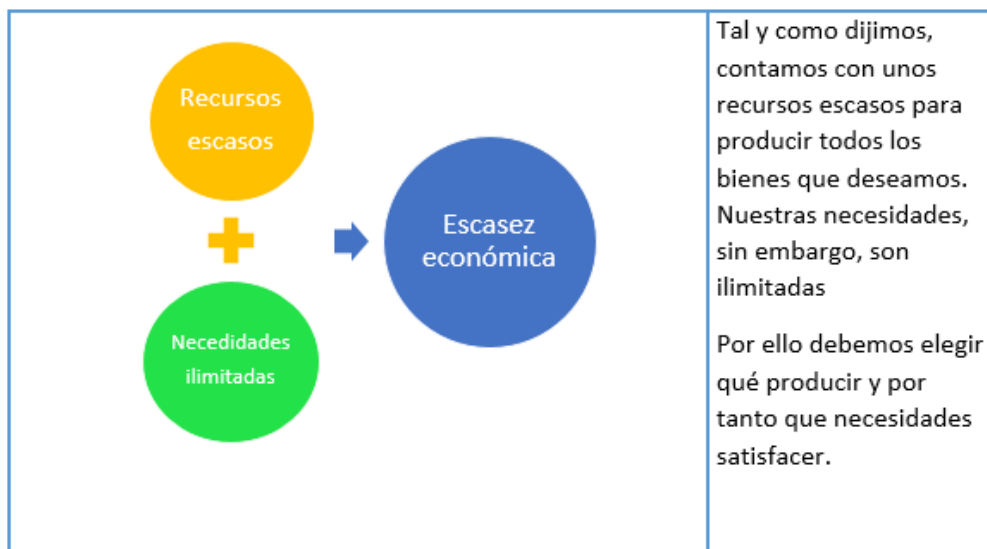 Recursos
escasos
Necedidades
ilimitadas
Escasez
económica
Tal y como dijimos,
contamos con unos
recursos escasos para
producir todos los
bienes que deseamos.
Nuestras necesidades,
sin embargo, son
ilimitadas
Por ello debemos elegir
qué producir y por
tanto que necesidades
satisfacer.